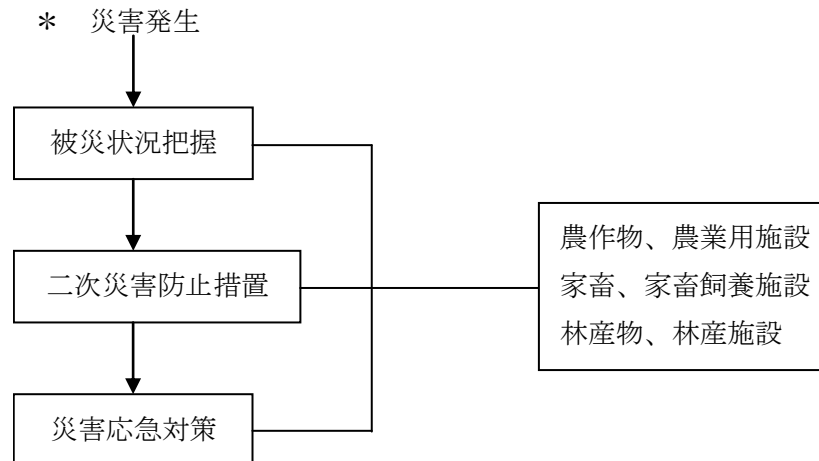 ＊ 災害発生
被災状況把握
二次災害防止措置
災害応急対策
農作物、農業用施設
家畜、家畜飼養施設
林産物、林産施設